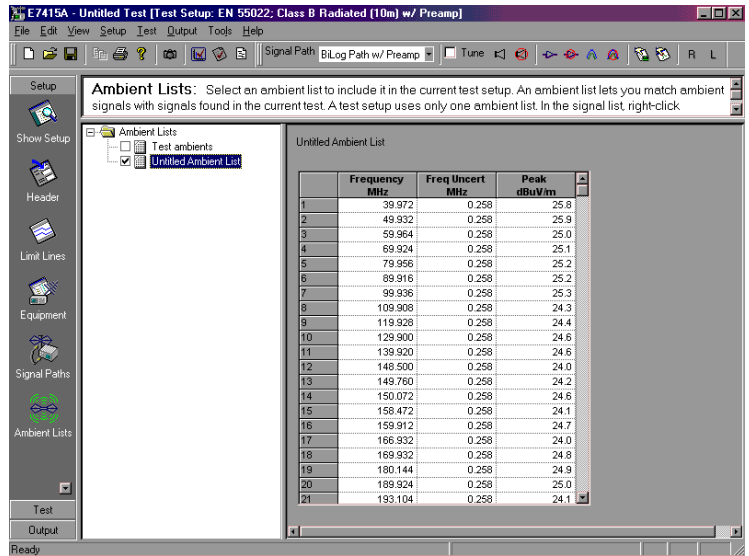 E7415A - Untitled Test [Test Setup: EN 55022; Class B Radiated (10m) w/ Preamp]
File Edit View Setup Test Output Tools Help
Signal Path BiLog Path w/ Preamp Tune R L
Setup
Show Setup
Header
Limit Lines
Equipment
Signal Paths
Ambient Lists
Test
Output
Ambient Lists: Select an ambient list to include it in the current test setup. An ambient list lets you match ambient
signals with signals found in the current test. A test setup uses only one ambient list. In the signal list, right-click
Ambient Lists
Test ambients
Untitled Ambient List
Untitled Ambient List
Frequency MHz Freq Uncert MHz Peak dBuV/m
1 39.972 0.258 25.8
2 49.932 0.258 25.9
3 59.964 0.258 25.0
4 69.924 0.258 25.1
5 79.956 0.258 25.2
6 89.916 0.258 25.2
7 99.936 0.258 25.3
8 109.908 0.258 24.3
9 119.928 0.258 24.4
10 129.900 0.258 24.6
11 139.920 0.258 24.6
12 148.500 0.258 24.0
13 149.760 0.258 24.2
14 150.072 0.258 24.6
15 158.472 0.258 24.1
16 159.912 0.258 24.7
17 166.932 0.258 24.0
18 169.932 0.258 24.8
19 180.144 0.258 24.9
20 189.924 0.258 25.0
21 193.104 0.258 24.1
Ready